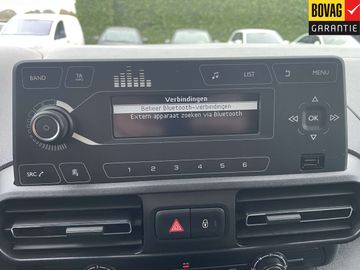 BOVAG
GARANTIE
BAND
TA
LIST
MENU
Verbindingen
Beheer Bluetooth-verbindingen
Extern apparaat zoeken via Bluetooth
OK
SRC
1 2 3 4 5 6